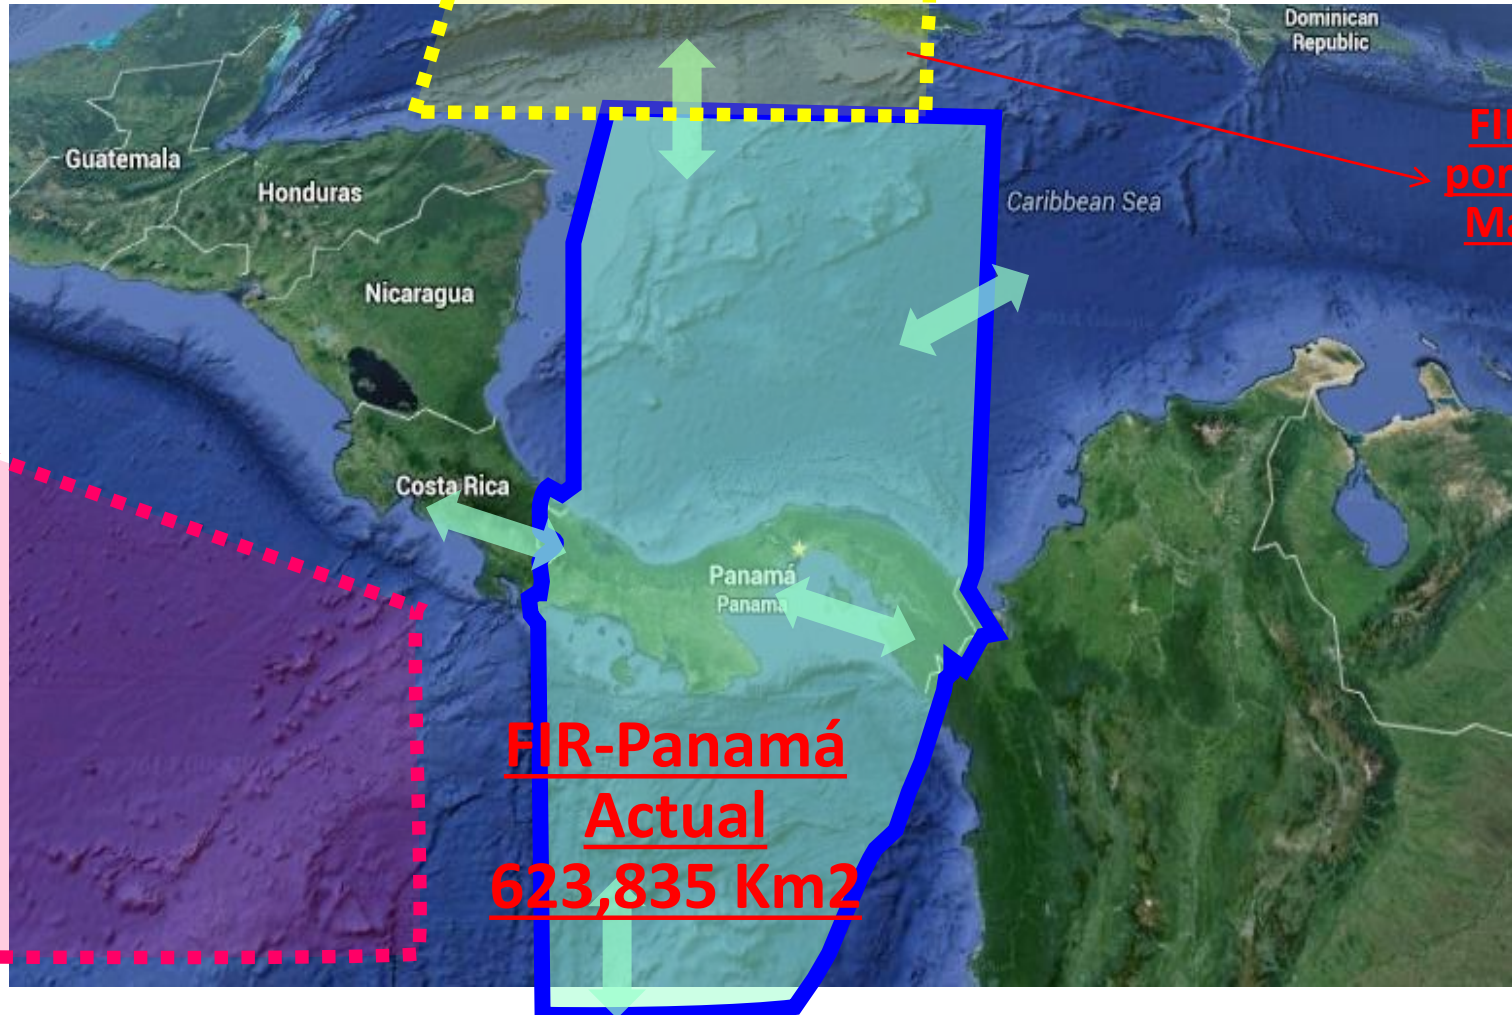 Dominican
Republic
Guatemala
Honduras
Caribbean Sea
Nicaragua
Costa Rica
Panamá
Panama
FIR-Panamá
Actual
623,835 Km2